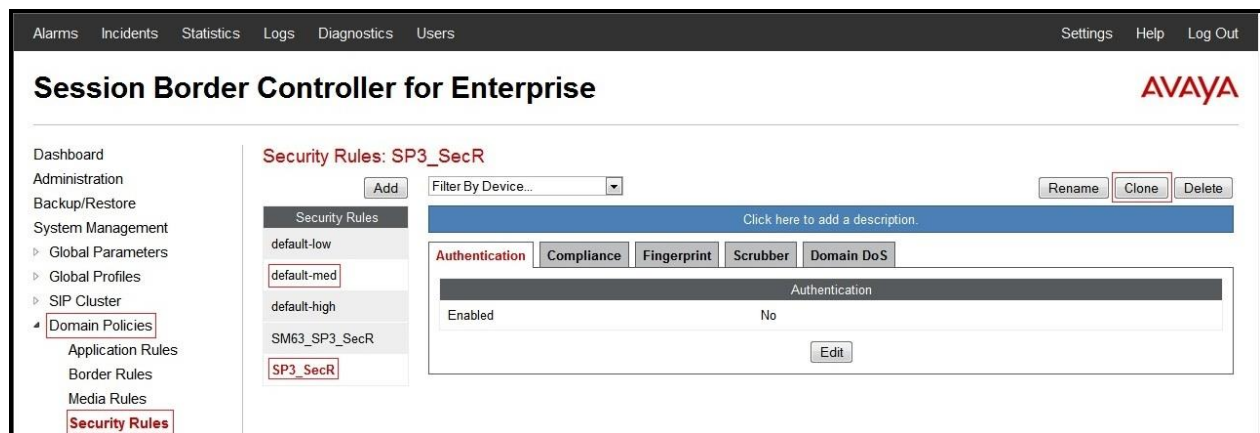 Alarms Incidents Statistics Logs Diagnostics Users Settings Help Log Out
Session Border Controller for Enterprise
AVAYA
Dashboard
Administration
Backup/Restore
System Management
Global Parameters
Global Profiles
SIP Cluster
Domain Policies
Application Rules
Border Rules
Media Rules
Security Rules
Security Rules: SP3_SecR
Add
Filter By Device...
Rename Clone Delete
Security Rules
default-low
default-med
default-high
SM63_SP3_SecR
SP3_SecR
Click here to add a description.
Authentication Compliance Fingerprint Scrubber Domain DoS
Authentication
Enabled No
Edit